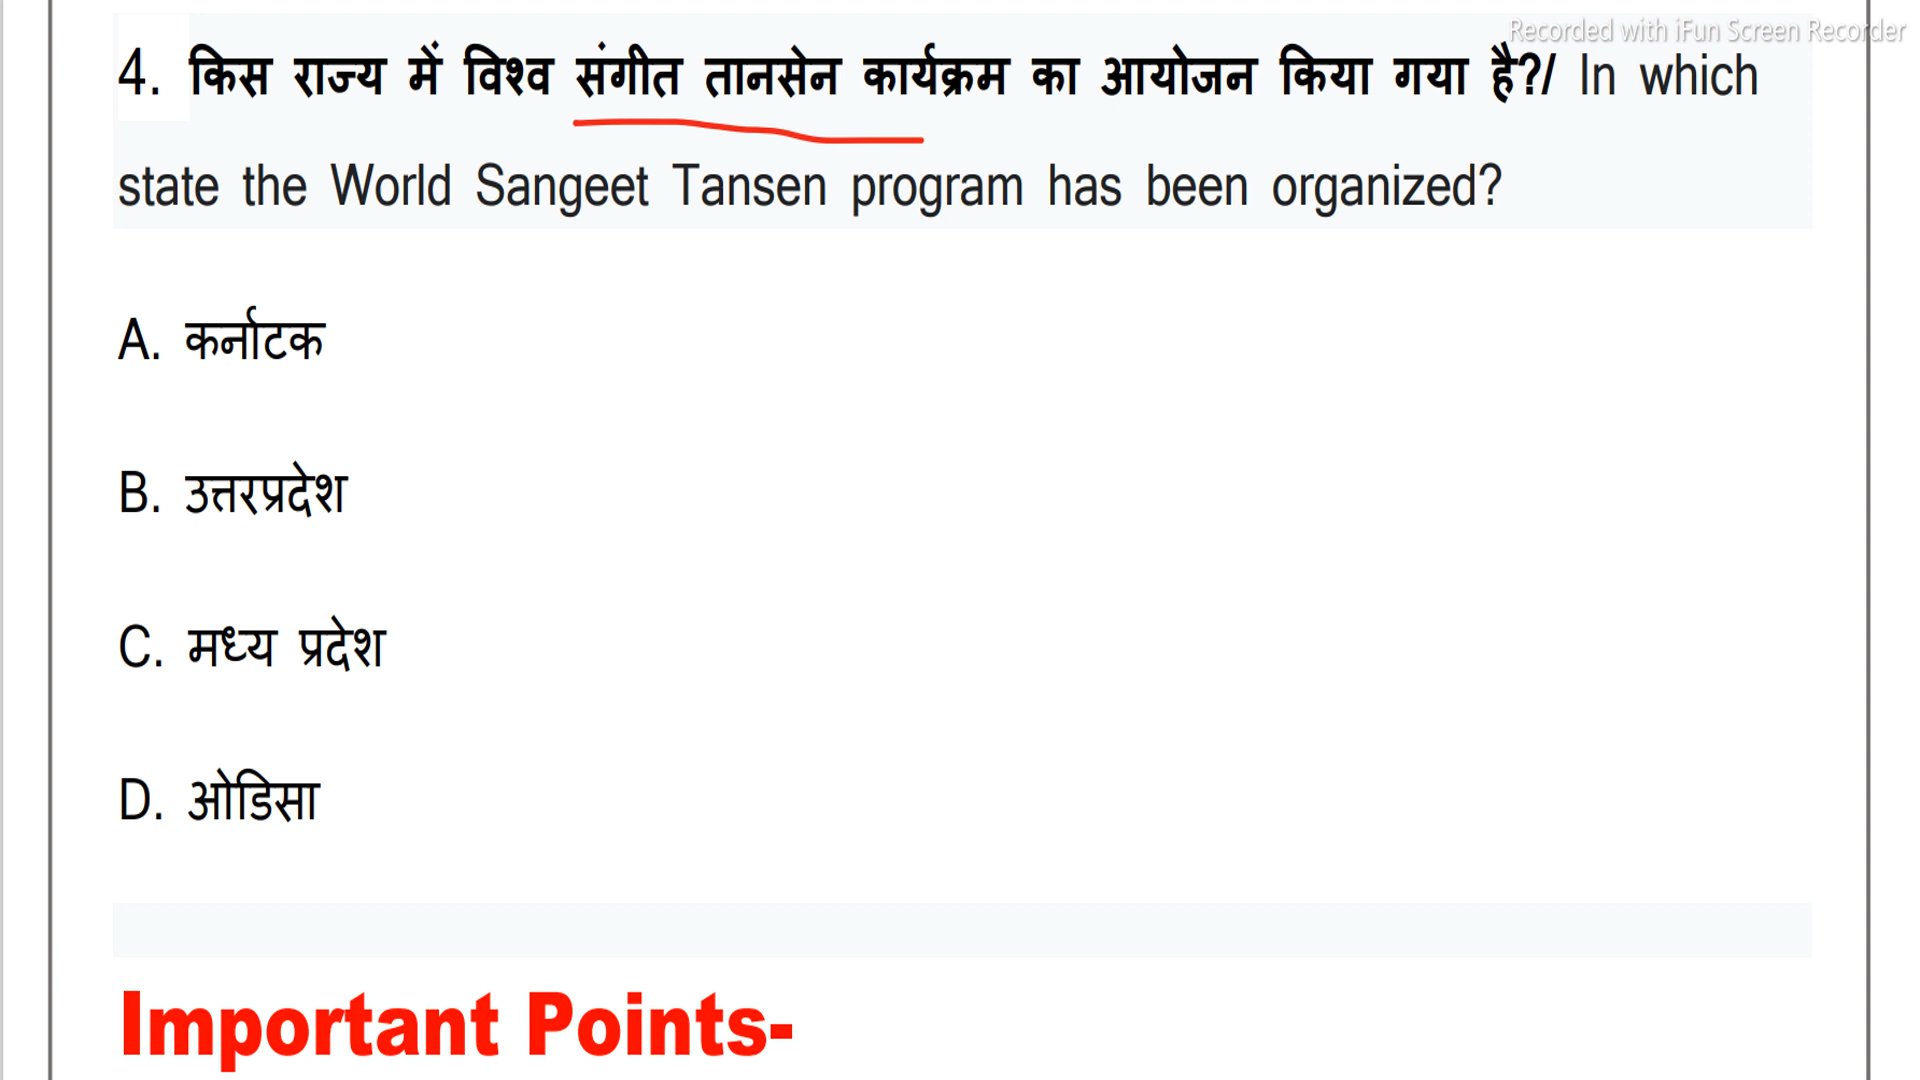 Recorded with iFun Screen Recorder
4. किस राज्य में विश्व संगीत तानसेन कार्यक्रम का आयोजन किया गया है?/ In which
state the World Sangeet Tansen program has been organized?
A. कर्नाटक
B. उत्तरप्रदेश
C. मध्य प्रदेश
D. ओडिसा
Important Points-